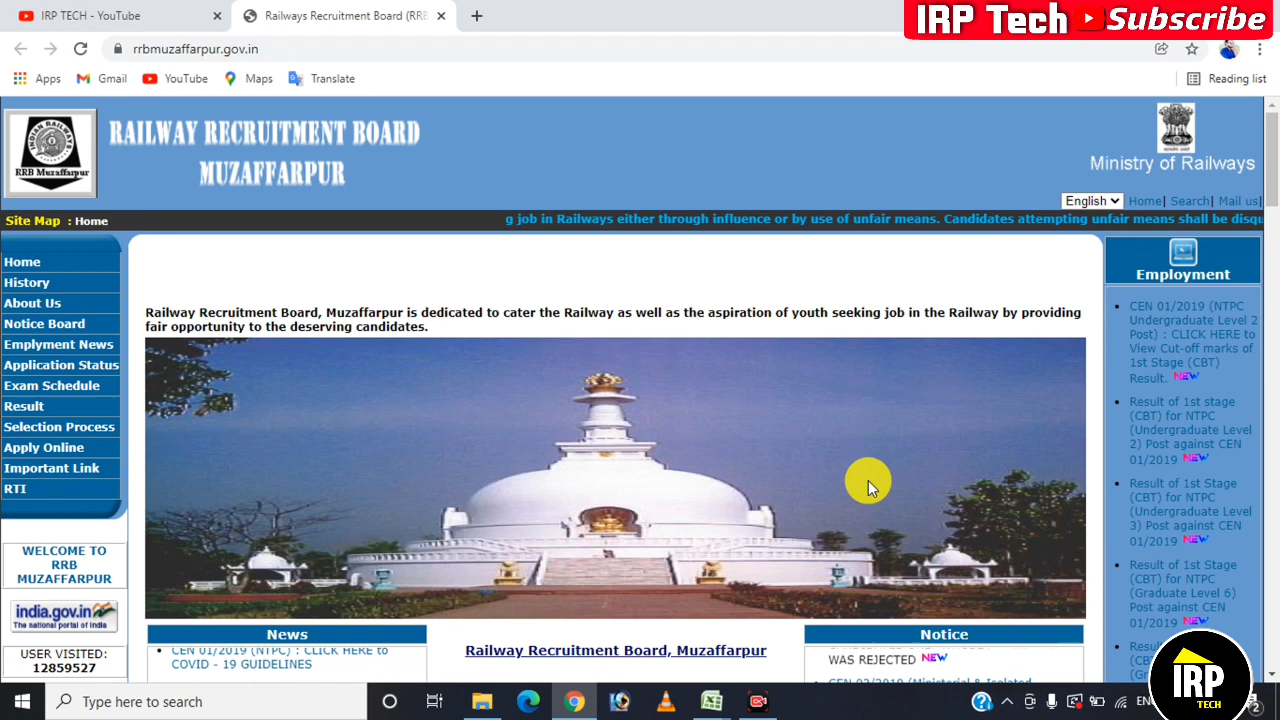 IRP TECH - YouTube
Railways Recruitment Board (RRB
IRP Tech Subscribe
rrbmuzaffarpur.gov.in
Apps Gmail YouTube Maps Translate
Reading list
RRB Muzaffarpur
RAILWAY RECRUITMENT BOARD
MUZAFFARPUR
Ministry of Railways
English Home| Search| Mail us|
Site Map : Home
g job in Railways either through influence or by use of unfair means. Candidates attempting unfair means shall be disqu
Home
History
About Us
Notice Board
Emplyment News
Application Status
Exam Schedule
Result
Selection Process
Apply Online
Important Link
RTI
WELCOME TO
RRB
MUZAFFARPUR
india.gov.in
The national portal of India
USER VISITED:
12859527
Railway Recruitment Board, Muzaffarpur is dedicated to cater the Railway as well as the aspiration of youth seeking job in the Railway by providing
fair opportunity to the deserving candidates.
News
CEN 01/2019 (NTPC) : CLICK HERE to
COVID - 19 GUIDELINES
Railway Recruitment Board, Muzaffarpur
Notice
WAS REJECTED NEW
CEN 03/2019 (Ministerial & Isolated
Employment
CEN 01/2019 (NTPC
Undergraduate Level 2
Post) : CLICK HERE to
View Cut-off marks of
1st Stage (CBT)
Result. NEW
Result of 1st stage
(CBT) for NTPC
(Undergraduate Level
2) Post against CEN
01/2019 NEW
Result of 1st Stage
(CBT) for NTPC
(Undergraduate Level
3) Post against CEN
01/2019 NEW
Result of 1st Stage
(CBT) for NTPC
(Graduate Level 6)
Post against CEN
01/2019 NEW
IRP
TECH
Type here to search
ENG
2